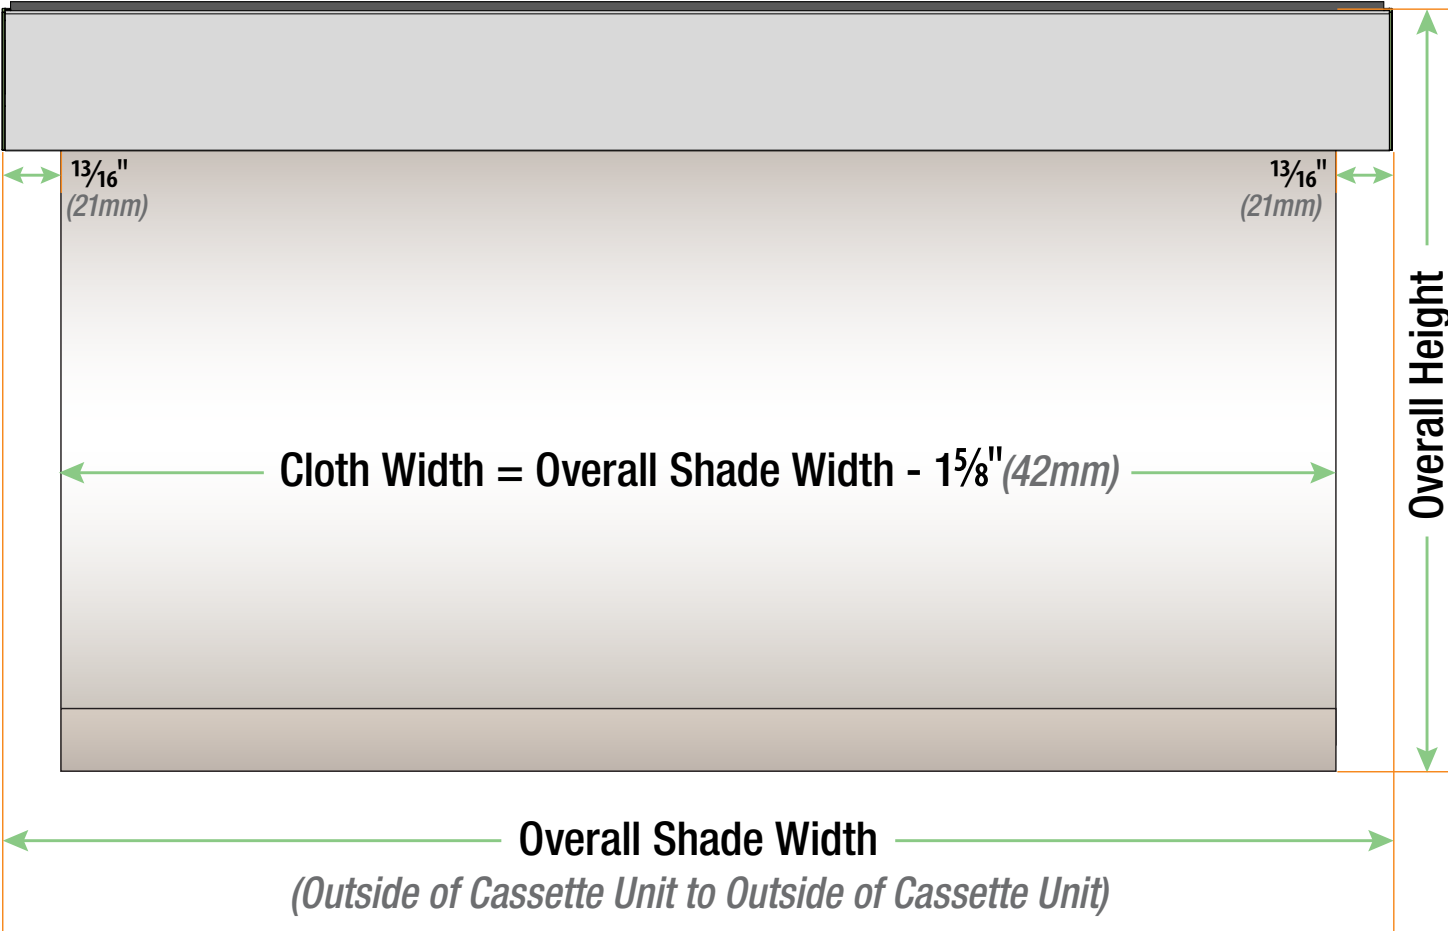 13⁄16"
(21mm)
13⁄16"
(21mm)
Cloth Width = Overall Shade Width - 1⅝" (42mm)
Overall Height
Overall Shade Width
(Outside of Cassette Unit to Outside of Cassette Unit)